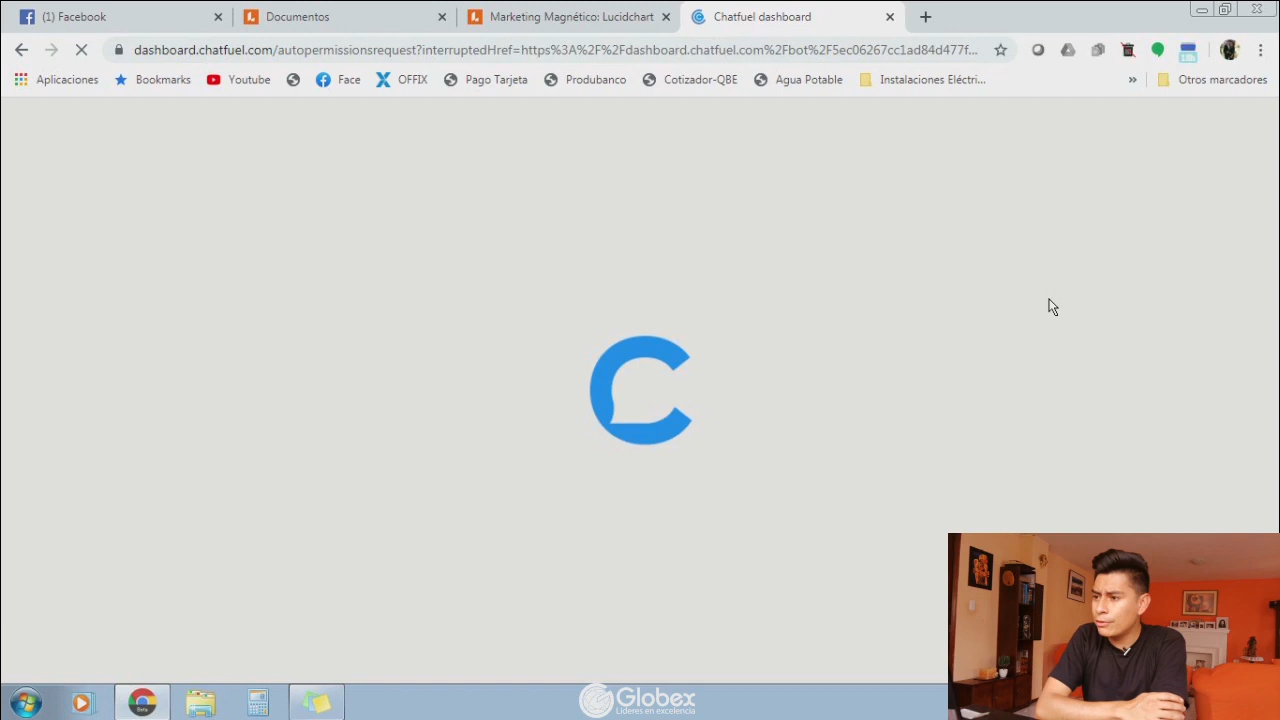 (1) Facebook
Documentos
Marketing Magnético: Lucidchart
Chatfuel dashboard
dashboard.chatfuel.com/autopermissionsrequest?interruptedHref=https%3A%2F%2Fdashboard.chatfuel.com%2Fbot%2F5ec06267cc1ad84d477f...
Aplicaciones
Bookmarks
Youtube
Face
OFFIX
Pago Tarjeta
Produbanco
Cotizador-QBE
Agua Potable
Instalaciones Eléctri...
»
Otros marcadores
Globex
Líderes en excelencia